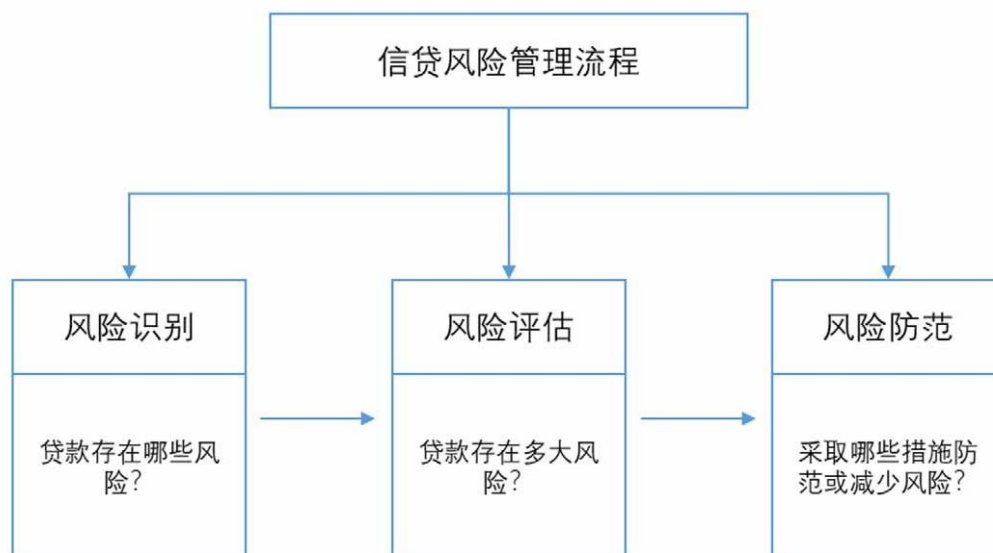 信贷风险管理流程
风险识别
风险评估
风险防范
贷款存在哪些风
险?
贷款存在多大风
险?
采取哪些措施防
范或减少风险?